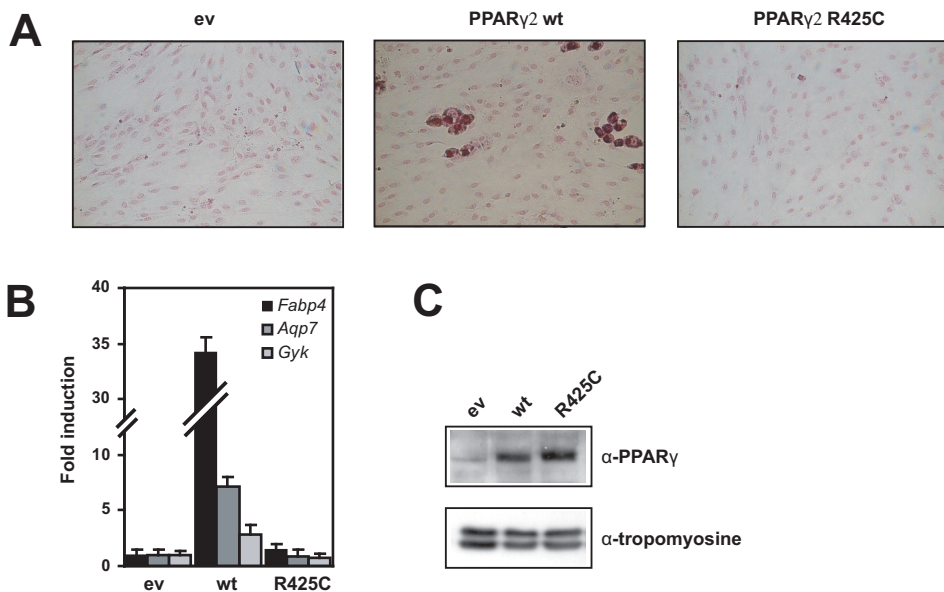 A
ev
PPARγ2 wt
PPARγ2 R425C
B
Fold induction
40
35
30
10
5
0
Fabp4
Aqp7
Gyk
ev
wt
R425C
C
ev
wt
R425C
α-PPARγ
α-tropomyosine